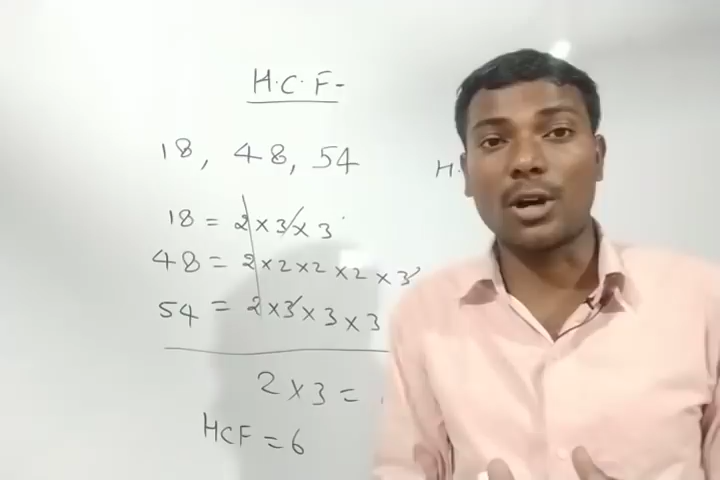 H.C.F-
18, 48, 54
H.
18 = 2 × 3 × 3
48 = 2 × 2 × 2 × 2 × 3
54 = 2 × 3 × 3 × 3
2 × 3 =
HCF = 6